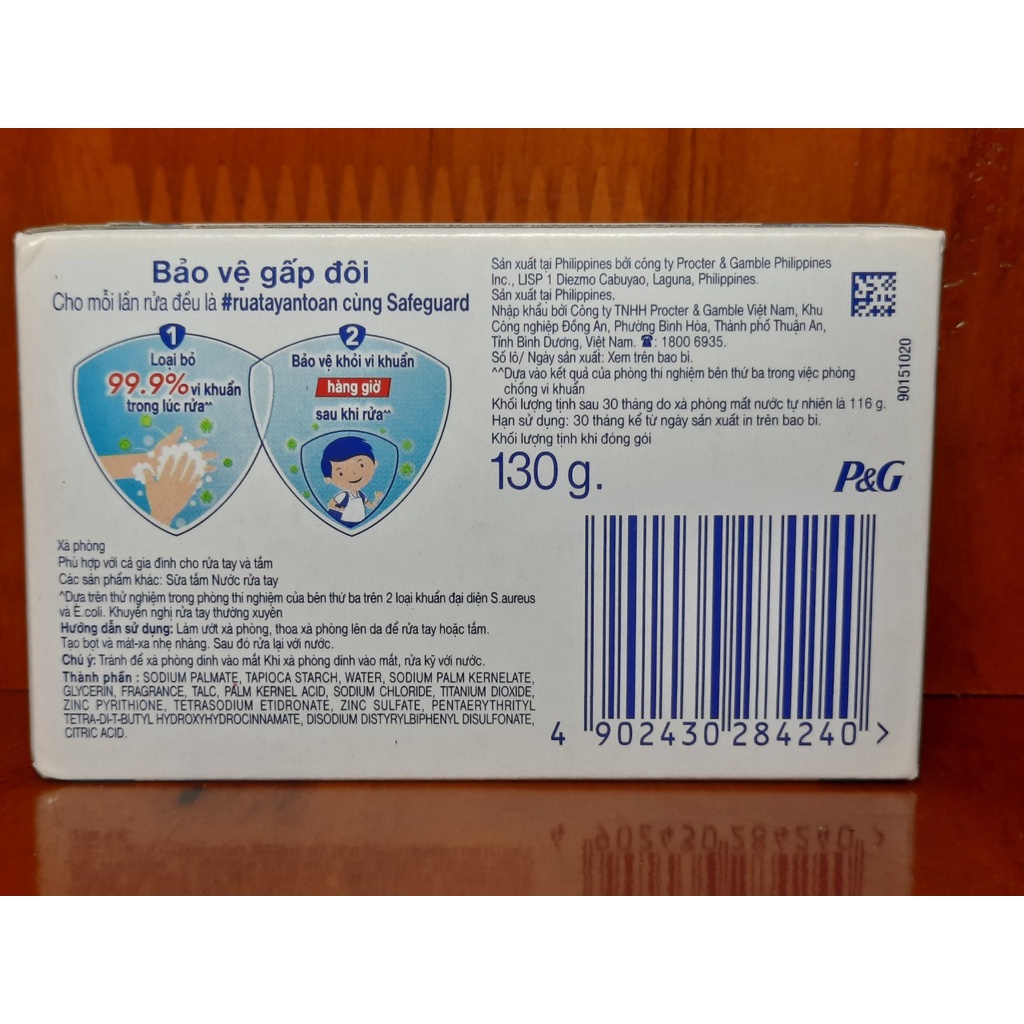 Bảo vệ gấp đôi
Cho mỗi lần rửa đều là #ruatayantoan cùng Safeguard
1
Loại bỏ
99.9% vi khuẩn
trong lúc rửa^^
2
Bảo vệ khỏi vi khuẩn
hàng giờ
sau khi rửa^^
Xà phòng
Phù hợp với cả gia đình cho rửa tay và tắm
Các sản phẩm khác: Sữa tắm Nước rửa tay
^Dựa trên thử nghiệm trong phòng thí nghiệm của bên thứ ba trên 2 loại khuẩn đại diện S.aureus
và E.coli. Khuyến nghị rửa tay thường xuyên
Hướng dẫn sử dụng: Làm ướt xà phòng, thoa xà phòng lên da để rửa tay hoặc tắm.
Tạo bọt và mát-xa nhẹ nhàng. Sau đó rửa lại với nước.
Chú ý: Tránh để xà phòng dính vào mắt Khi xà phòng dính vào mắt, rửa kỹ với nước.
Thành phần : SODIUM PALMATE, TAPIOCA STARCH, WATER, SODIUM PALM KERNELATE,
GLYCERIN, FRAGRANCE, TALC, PALM KERNEL ACID, SODIUM CHLORIDE, TITANIUM DIOXIDE,
ZINC PYRITHIONE, TETRASODIUM ETIDRONATE, ZINC SULFATE, PENTAERYTHRITYL
TETRA-DI-T-BUTYL HYDROXYHYDROCINNAMATE, DISODIUM DISTYRYLBIPHENYL DISULFONATE,
CITRIC ACID.
Sản xuất tại Philippines bởi công ty Procter & Gamble Philippines
Inc., LISP 1 Diezmo Cabuyao, Laguna, Philippines.
Sản xuất tại Philippines.
Nhập khẩu bởi Công ty TNHH Procter & Gamble Việt Nam, Khu
Công nghiệp Đồng An, Phường Bình Hòa, Thành phố Thuận An,
Tỉnh Bình Dương, Việt Nam. ☎: 1800 6935.
Số lô/ Ngày sản xuất: Xem trên bao bì.
^^Dựa vào kết quả của phòng thí nghiệm bên thứ ba trong việc phòng
chống vi khuẩn
Khối lượng tịnh sau 30 tháng do xà phòng mất nước tự nhiên là 116 g.
Hạn sử dụng: 30 tháng kể từ ngày sản xuất in trên bao bì.
Khối lượng tịnh khi đóng gói
130 g.
90151020
P&G
4 902430 284240 >